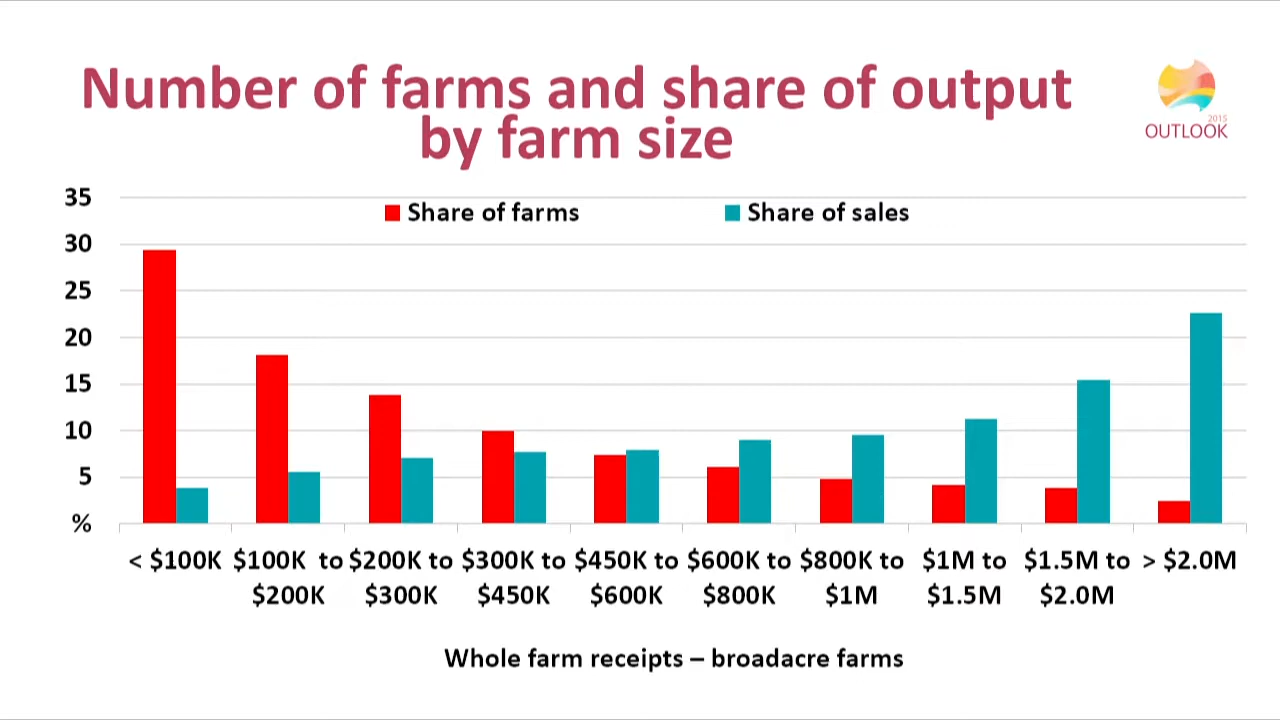 Number of farms and share of output
by farm size
2015
OUTLOOK
35
Share of farms
Share of sales
30
25
20
15
10
5
%
< $100K
$100K to
$200K
$200K to
$300K
$300K to
$450K
$450K to
$600K
$600K to
$800K
$800K to
$1M
$1M to
$1.5M
$1.5M to
$2.0M
> $2.0M
Whole farm receipts – broadacre farms